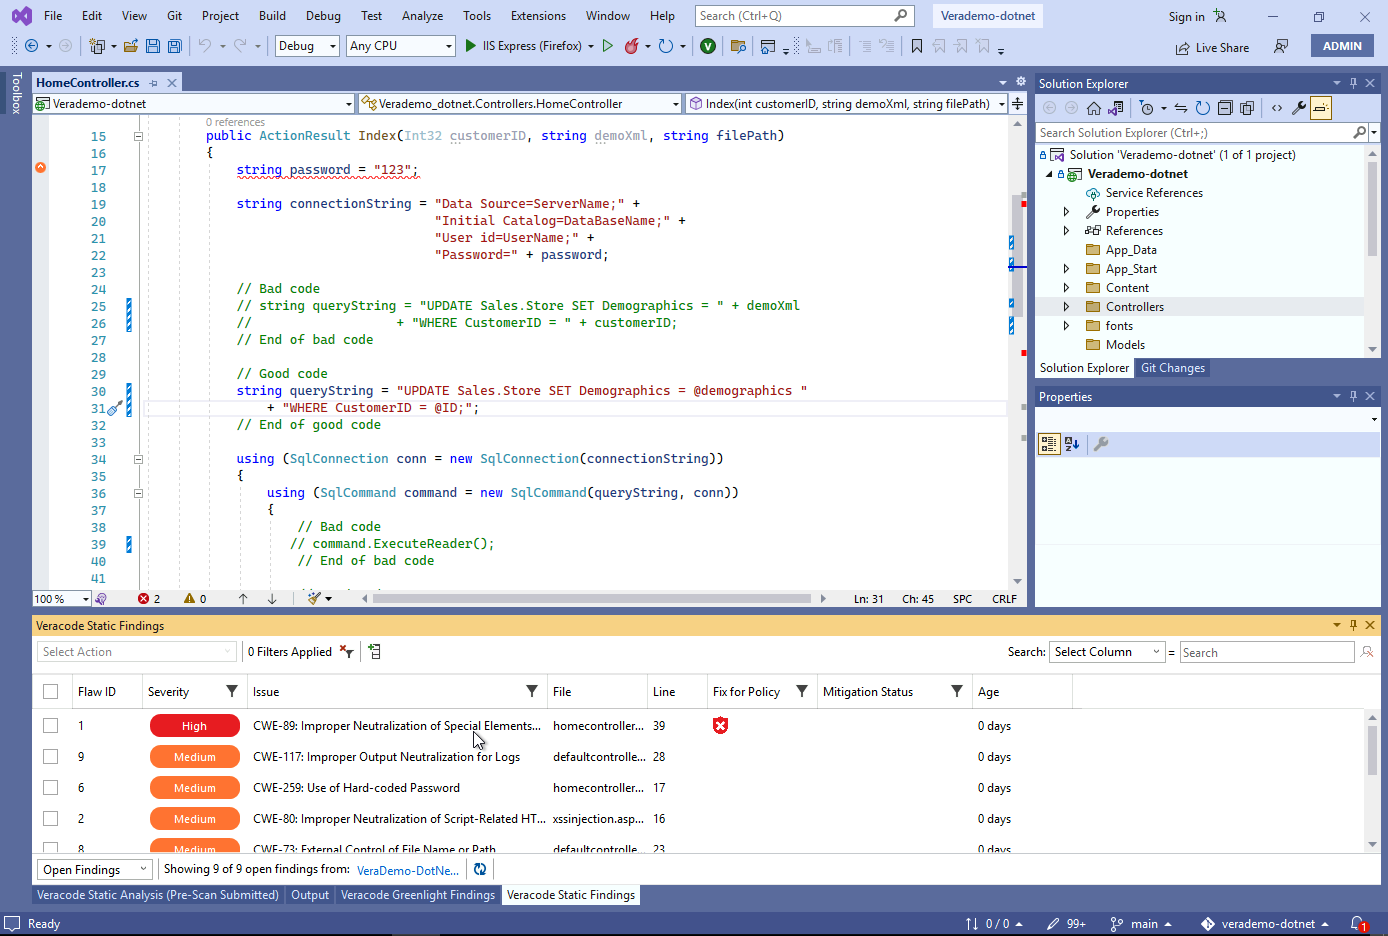 File Edit View Git Project Build Debug Test Analyze Tools Extensions Window Help Search (Ctrl+Q) Verademo-dotnet Sign in
Debug Any CPU IIS Express (Firefox) Live Share ADMIN
Toolbox
HomeController.cs
Verademo-dotnet Verademo_dotnet.Controllers.HomeController Index(int customerID, string demoXml, string filePath)
0 references
15 public ActionResult Index(Int32 customerID, string demoXml, string filePath)
16 {
17 string password = "123";
18
19 string connectionString = "Data Source=ServerName;" +
20 "Initial Catalog=DataBaseName;" +
21 "User id=UserName;" +
22 "Password=" + password;
23
24 // Bad code
25 // string queryString = "UPDATE Sales.Store SET Demographics = " + demoXml
26 // + "WHERE CustomerID = " + customerID;
27 // End of bad code
28
29 // Good code
30 string queryString = "UPDATE Sales.Store SET Demographics = @demographics "
31 + "WHERE CustomerID = @ID;";
32 // End of good code
33
34 using (SqlConnection conn = new SqlConnection(connectionString))
35 {
36 using (SqlCommand command = new SqlCommand(queryString, conn))
37 {
38 // Bad code
39 // command.ExecuteReader();
40 // End of bad code
41
100 % 2 0 Ln: 31 Ch: 45 SPC CRLF
Solution Explorer
Search Solution Explorer (Ctrl+;)
Solution 'Verademo-dotnet' (1 of 1 project)
Verademo-dotnet
Service References
Properties
References
App_Data
App_Start
Content
Controllers
fonts
Models
Solution Explorer Git Changes
Properties
Veracode Static Findings
Select Action 0 Filters Applied Search: Select Column = Search
Flaw ID Severity Issue File Line Fix for Policy Mitigation Status Age
1 High CWE-89: Improper Neutralization of Special Elements... homecontroller... 39 0 days
9 Medium CWE-117: Improper Output Neutralization for Logs defaultcontrolle... 28 0 days
6 Medium CWE-259: Use of Hard-coded Password homecontroller... 17 0 days
2 Medium CWE-80: Improper Neutralization of Script-Related HT... xssinjection.asp... 16 0 days
8 Medium CWE-73: External Control of File Name or Path defaultcontrolle... 23 0 days
Open Findings Showing 9 of 9 open findings from: VeraDemo-DotNe...
Veracode Static Analysis (Pre-Scan Submitted) Output Veracode Greenlight Findings Veracode Static Findings
Ready 0 / 0 99+ main verademo-dotnet 1